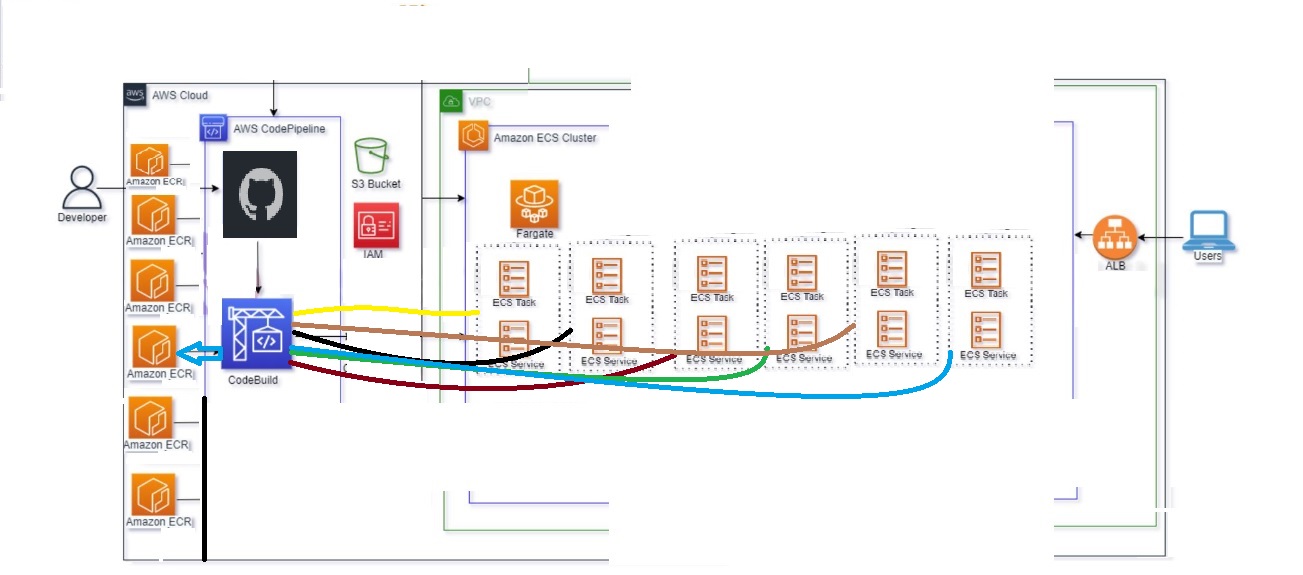 aws AWS Cloud
VPC
AWS CodePipeline
Amazon ECS Cluster
Amazon ECR
S3 Bucket
Developer
Amazon ECR
Fargate
IAM
Users
ALB
Amazon ECR
ECS Task
ECS Task
ECS Task
ECS Task
ECS Task
ECS Task
ECS Service
ECS Service
ECS Service
ECS Service
ECS Service
ECS Service
Amazon ECR
CodeBuild
Amazon ECR
Amazon ECR